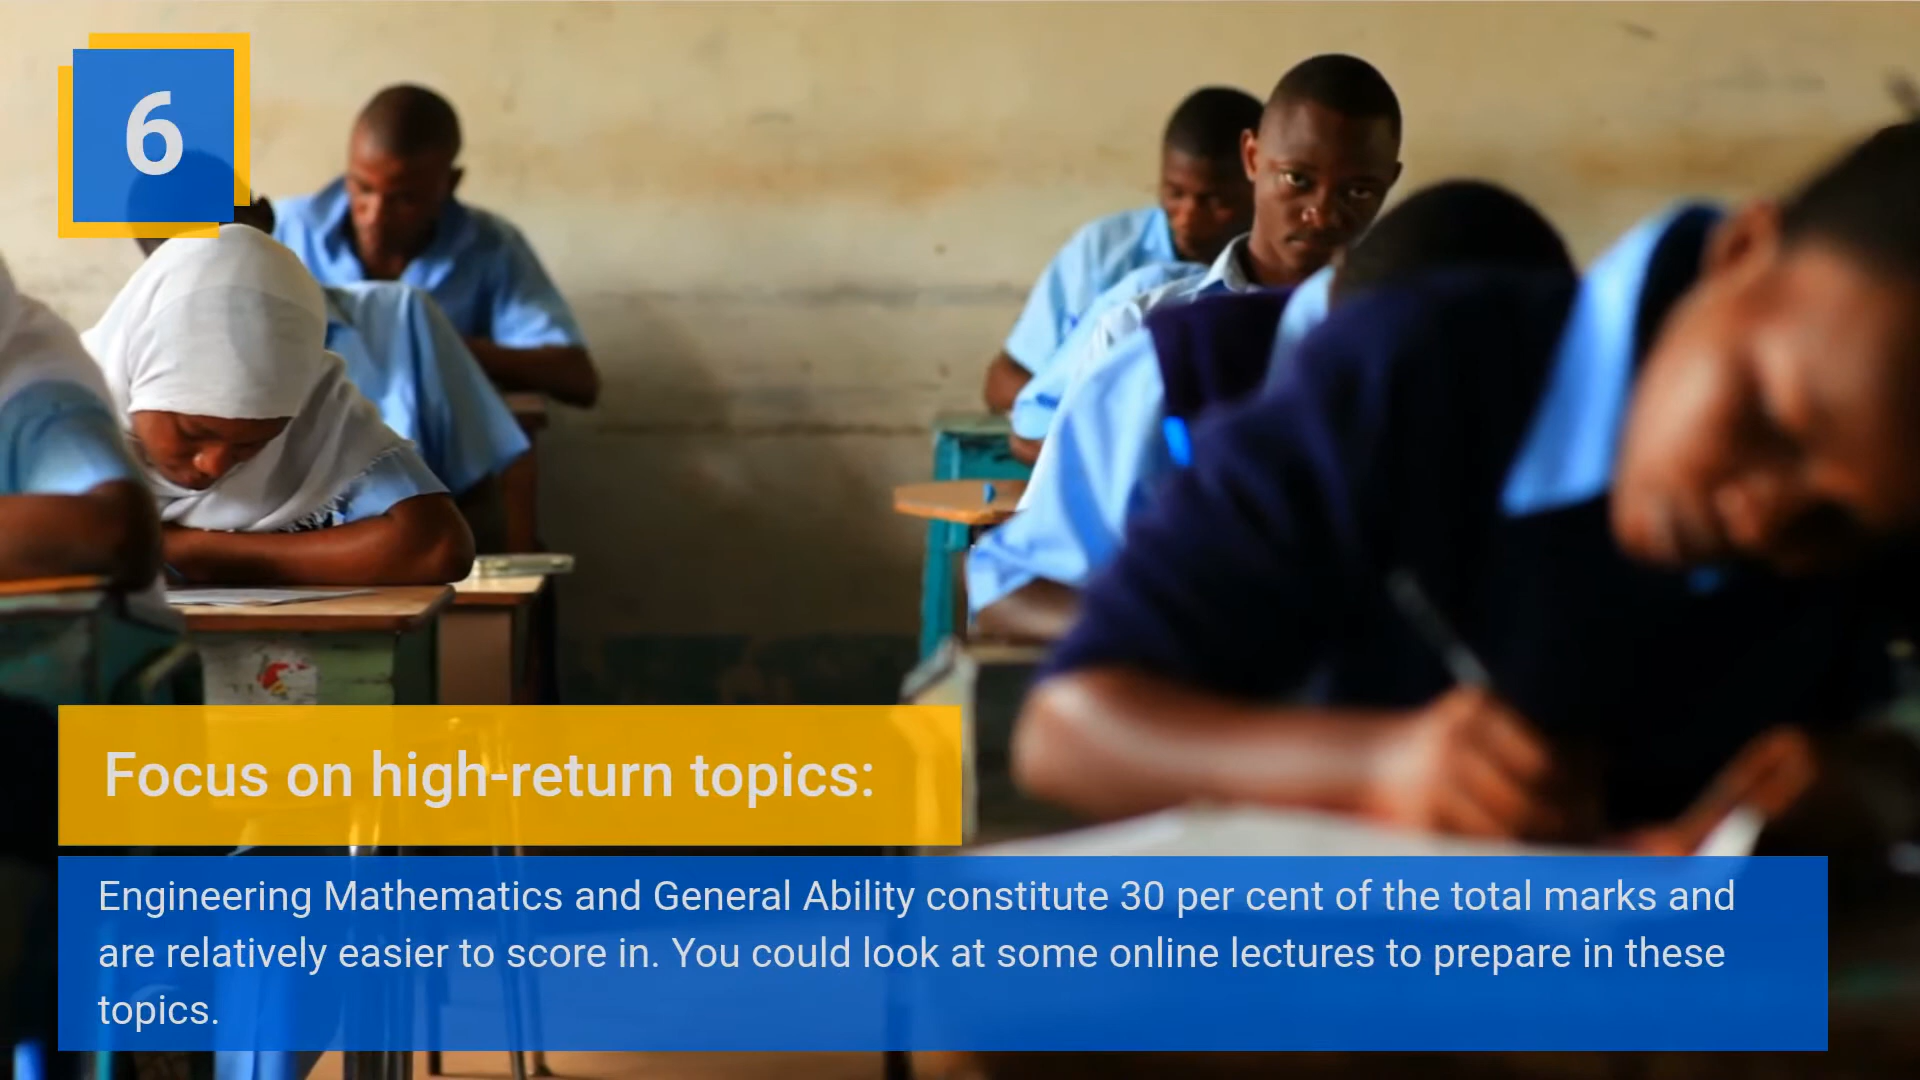 6
Focus on high-return topics:
Engineering Mathematics and General Ability constitute 30 per cent of the total marks and
are relatively easier to score in. You could look at some online lectures to prepare in these
topics.